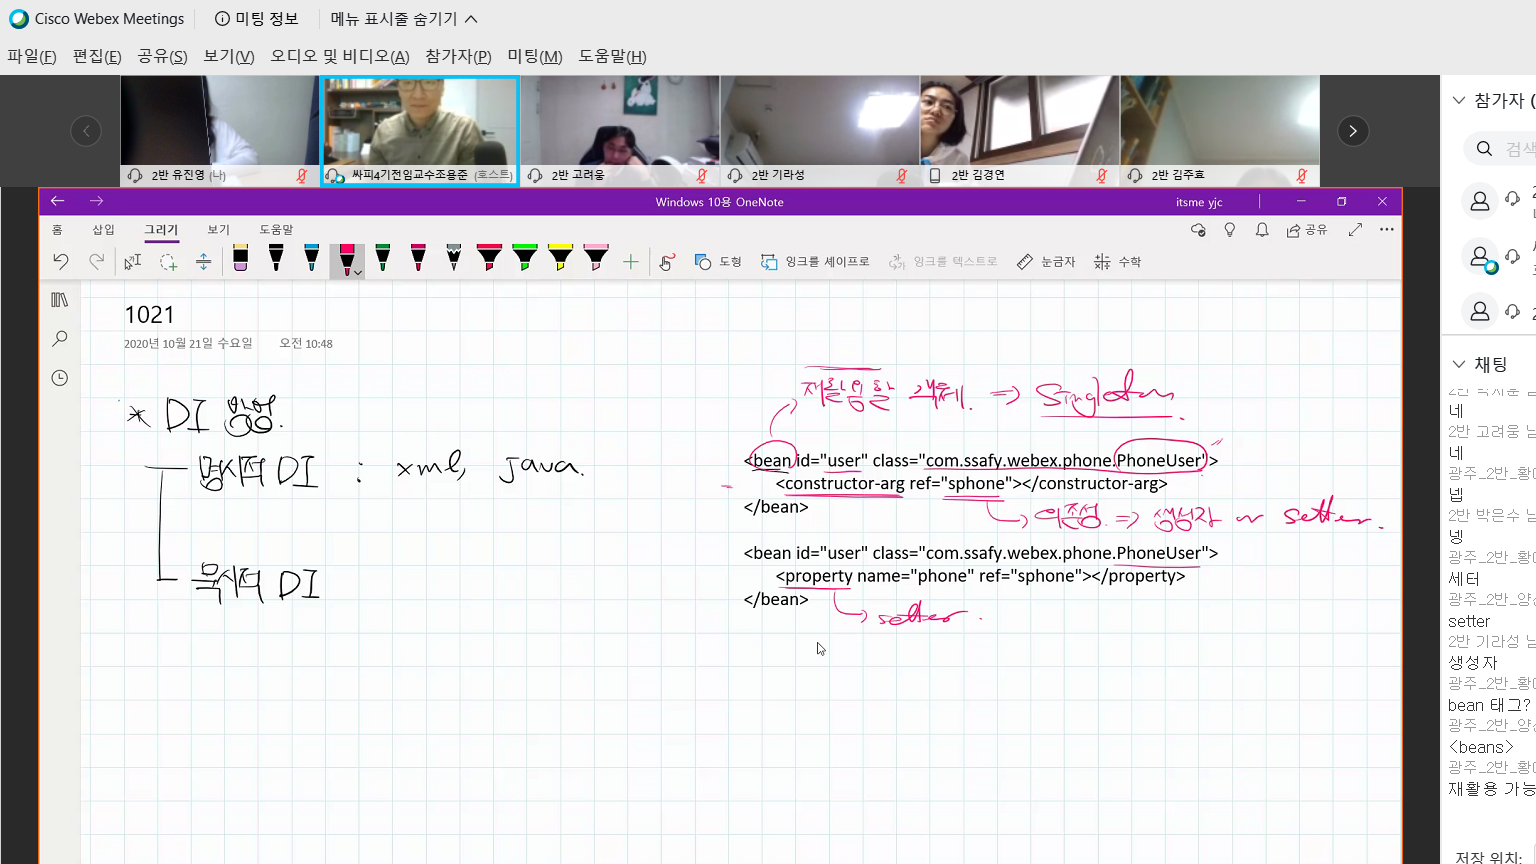 Cisco Webex Meetings 미팅 정보 메뉴 표시줄 숨기기
파일(F) 편집(E) 공유(S) 보기(V) 오디오 및 비디오(A) 참가자(P) 미팅(M) 도움말(H)
2반 유진영 (나) 싸피4기전임교수조용준 (호스트) 2반 고려웅 2반 기라성 2반 김경연 2반 김주효
Windows 10용 OneNote itsme yjc
홈 삽입 그리기 보기 도움말 공유
도형 잉크를 셰이프로 잉크를 텍스트로 눈금자 수학
1021
2020년 10월 21일 수요일 오전 10:48
* DI 방법.
명시적 DI : xml, java.
묵시적 DI
재활용할 객체. => Singleton
<bean id="user" class="com.ssafy.webex.phone.PhoneUser">
<constructor-arg ref="sphone"></constructor-arg>
</bean>
의존성. => 생성자 or setter.
<bean id="user" class="com.ssafy.webex.phone.PhoneUser">
<property name="phone" ref="sphone"></property>
</bean>
setter.
참가자 (
검색
채팅
네
2반 고려웅 님
네
광주_2반_황
넵
2반 박은수 님
넹
광주_2반_황
세터
광주_2반_양
setter
2반 기라성 님
생성자
광주_2반_황
bean 태그?
광주_2반_양
<beans>
광주_2반_황
재활용 가능
저장 위치: